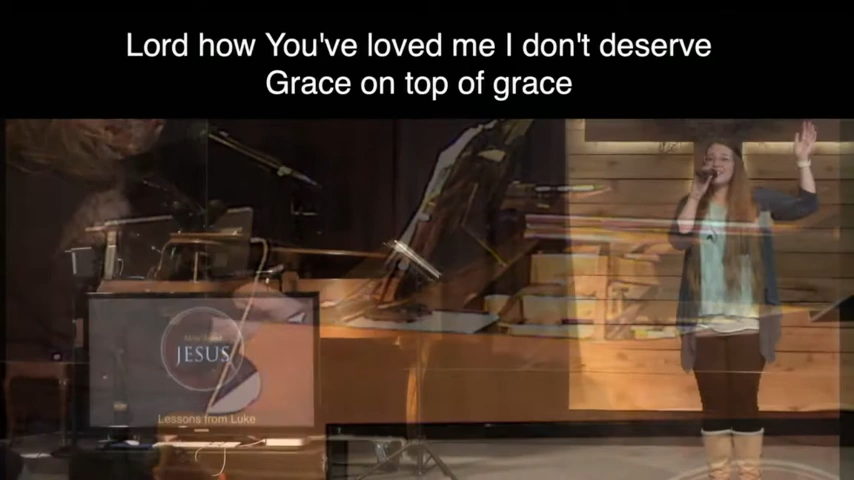 Lord how You've loved me I don't deserve
Grace on top of grace
JESUS
Lessons from Luke